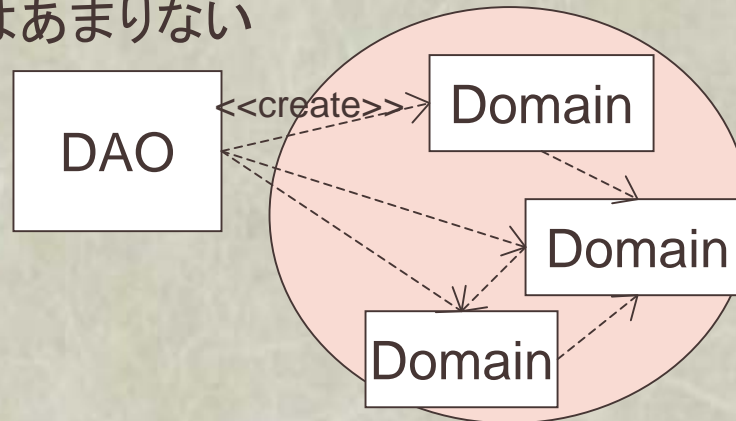 はあまりない
<<create>>
Domain
DAO
Domain
Domain